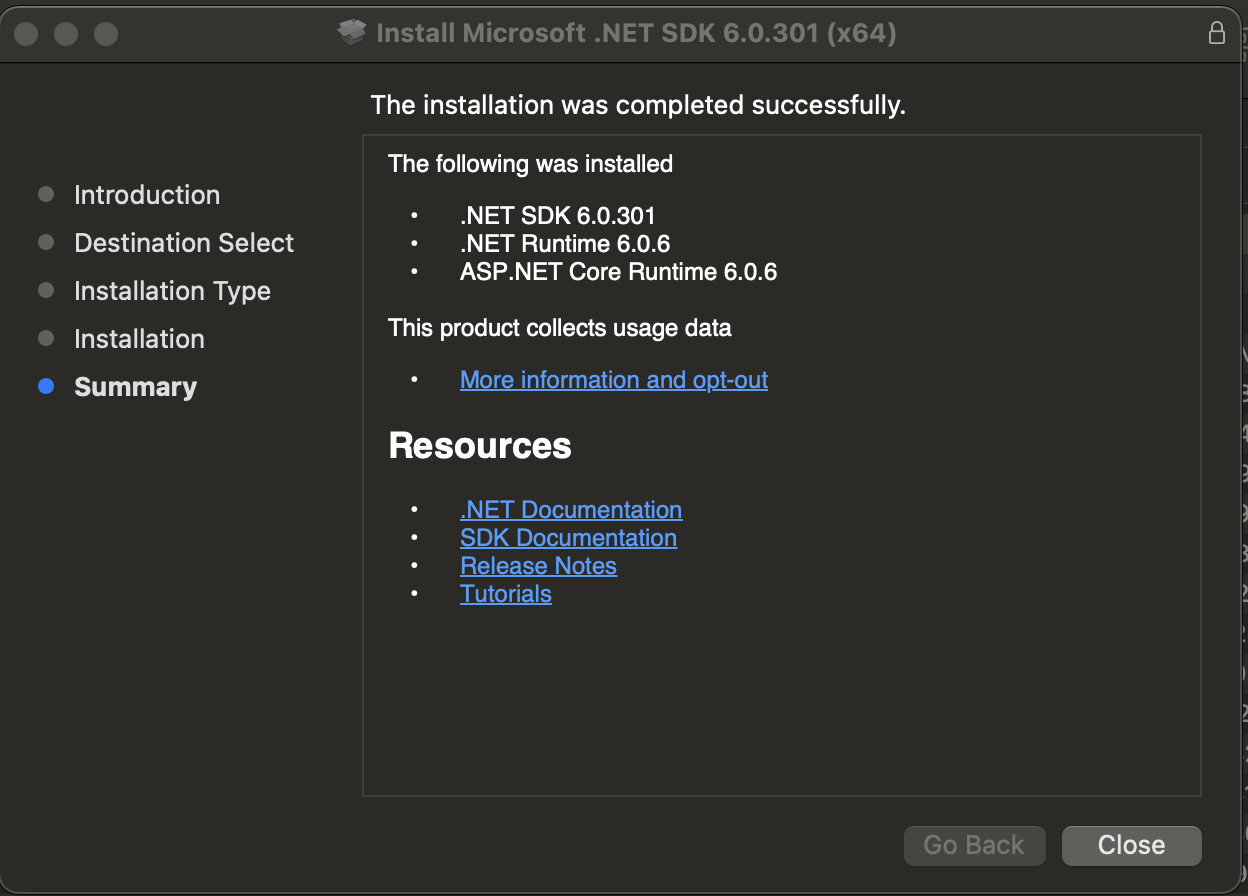 Install Microsoft .NET SDK 6.0.301 (x64)
The installation was completed successfully.
Introduction
Destination Select
Installation Type
Installation
Summary
The following was installed
• .NET SDK 6.0.301
• .NET Runtime 6.0.6
• ASP.NET Core Runtime 6.0.6
This product collects usage data
• More information and opt-out
Resources
• .NET Documentation
• SDK Documentation
• Release Notes
• Tutorials
Go Back
Close